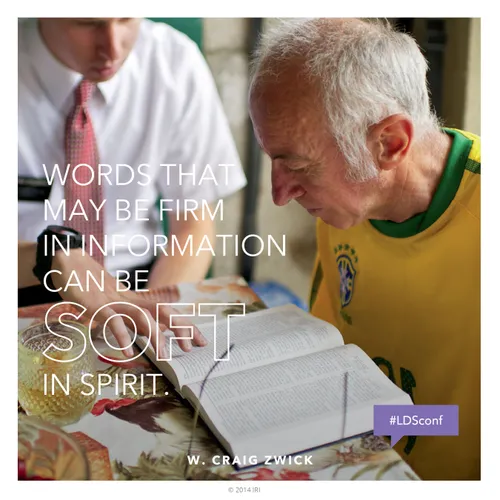 WORDS THAT
MAY BE FIRM
IN INFORMATION
CAN BE
SOFT
IN SPIRIT.
#LDSconf
W. CRAIG ZWICK
© 2014 IRI